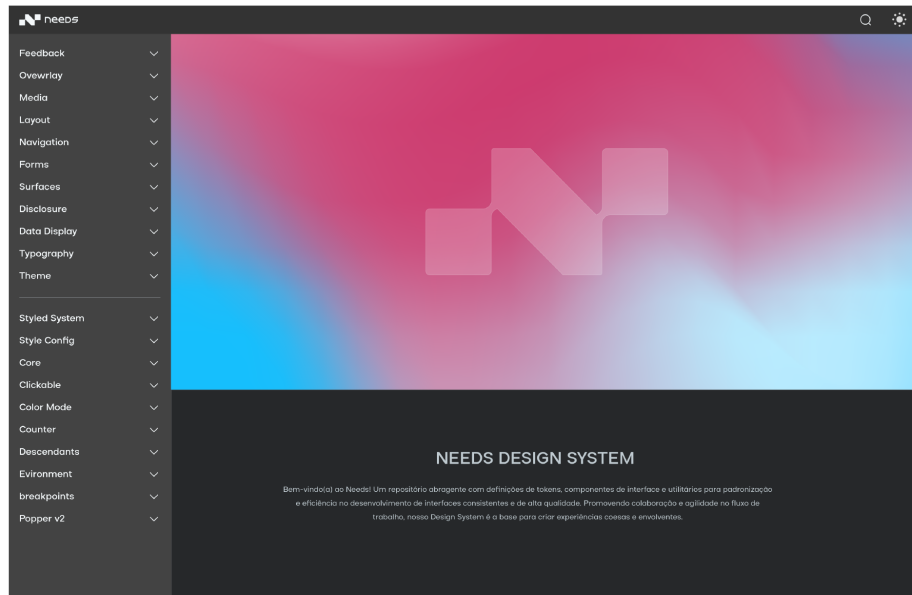 needs
Feedback
Ovewrlay
Media
Layout
Navigation
Forms
Surfaces
Disclosure
Data Display
Typography
Theme
Styled System
Style Config
Core
Clickable
Color Mode
Counter
Descendants
Evironment
breakpoints
Popper v2
NEEDS DESIGN SYSTEM
Bem-vindo(a) ao Needs! Um repositório abrangente com definições de tokens, componentes de interface e utilitários para padronização
e eficiência no desenvolvimento de interfaces consistentes e de alta qualidade. Promovendo colaboração e agilidade no fluxo de
trabalho, nosso Design System é a base para criar experiências coesas e envolventes.